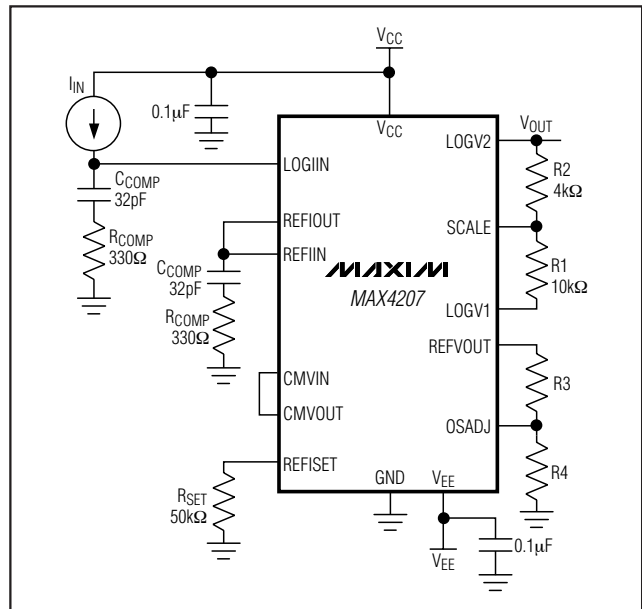 VCC
IIN
0.1µF
VCC
LOGV2
VOUT
R2
4kΩ
LOGIIN
CCOMP
32pF
REFIOUT
SCALE
RCOMP
330Ω
REFIIN
MAXIM
MAX4207
R1
10kΩ
CCOMP
32pF
LOGV1
RCOMP
330Ω
REFVOUT
CMVIN
R3
CMVOUT
OSADJ
REFISET
R4
GND
VEE
RSET
50kΩ
0.1µF
VEE